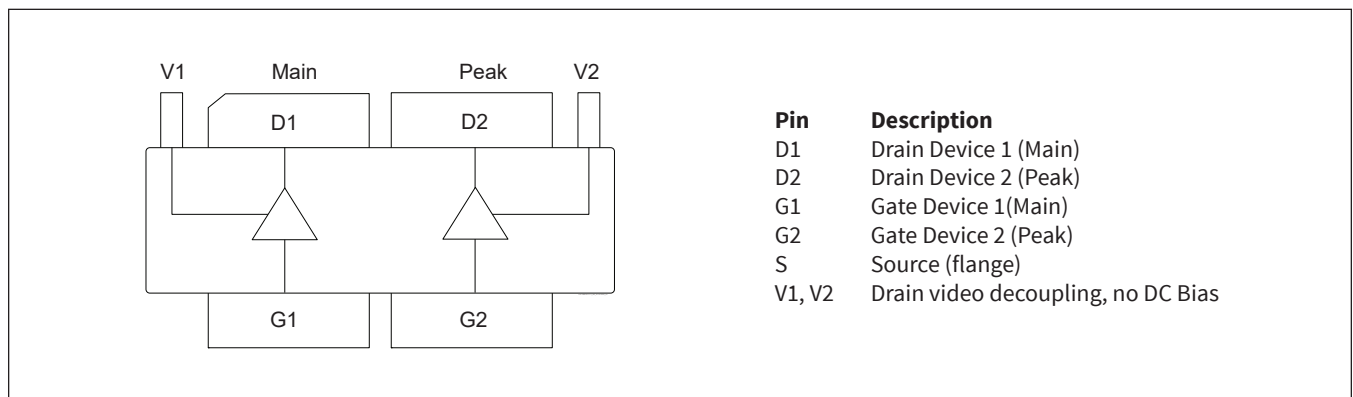 V1 Main Peak V2
D1 D2
G1 G2
Pin Description
D1 Drain Device 1 (Main)
D2 Drain Device 2 (Peak)
G1 Gate Device 1(Main)
G2 Gate Device 2 (Peak)
S Source (flange)
V1, V2 Drain video decoupling, no DC Bias